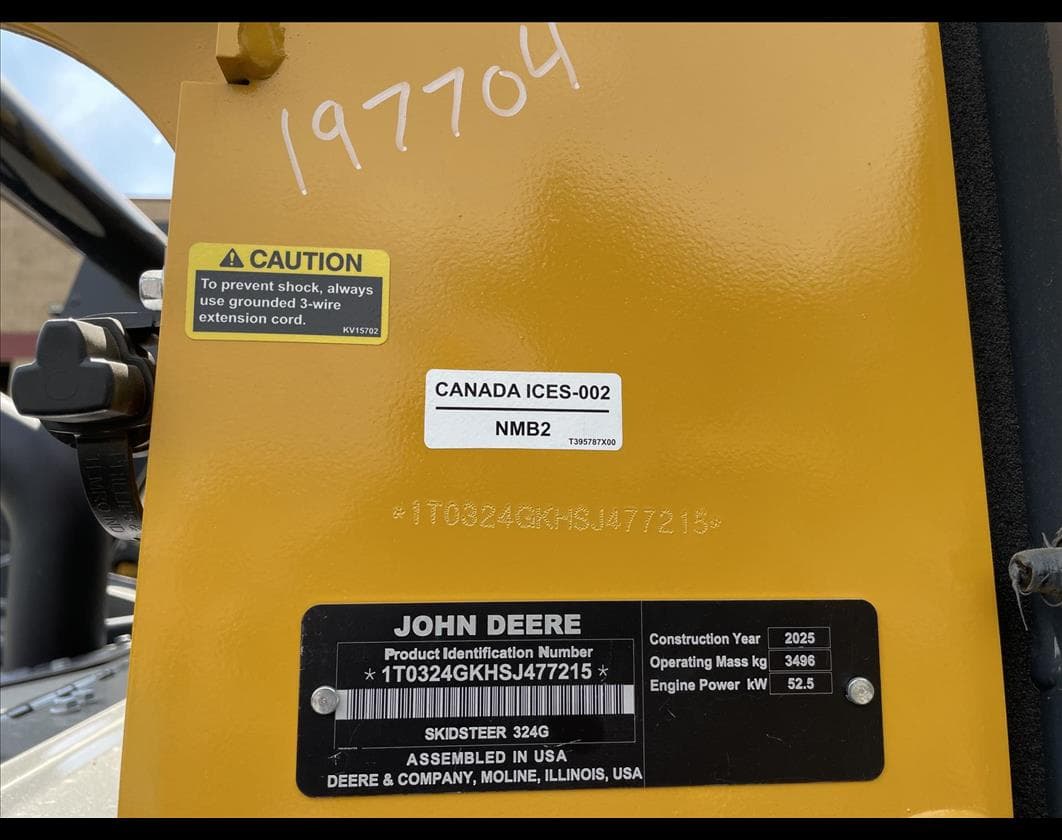 197704
CAUTION
To prevent shock, always
use grounded 3-wire
extension cord.
KV15702
CANADA ICES-002
NMB2
T395787X00
*1T0324GKHSJ477215*
JOHN DEERE
Product Identification Number
*1T0324GKHSJ477215*
SKIDSTEER 324G
ASSEMBLED IN USA
DEERE & COMPANY, MOLINE, ILLINOIS, USA
Construction Year 2025
Operating Mass kg 3496
Engine Power kW 52.5